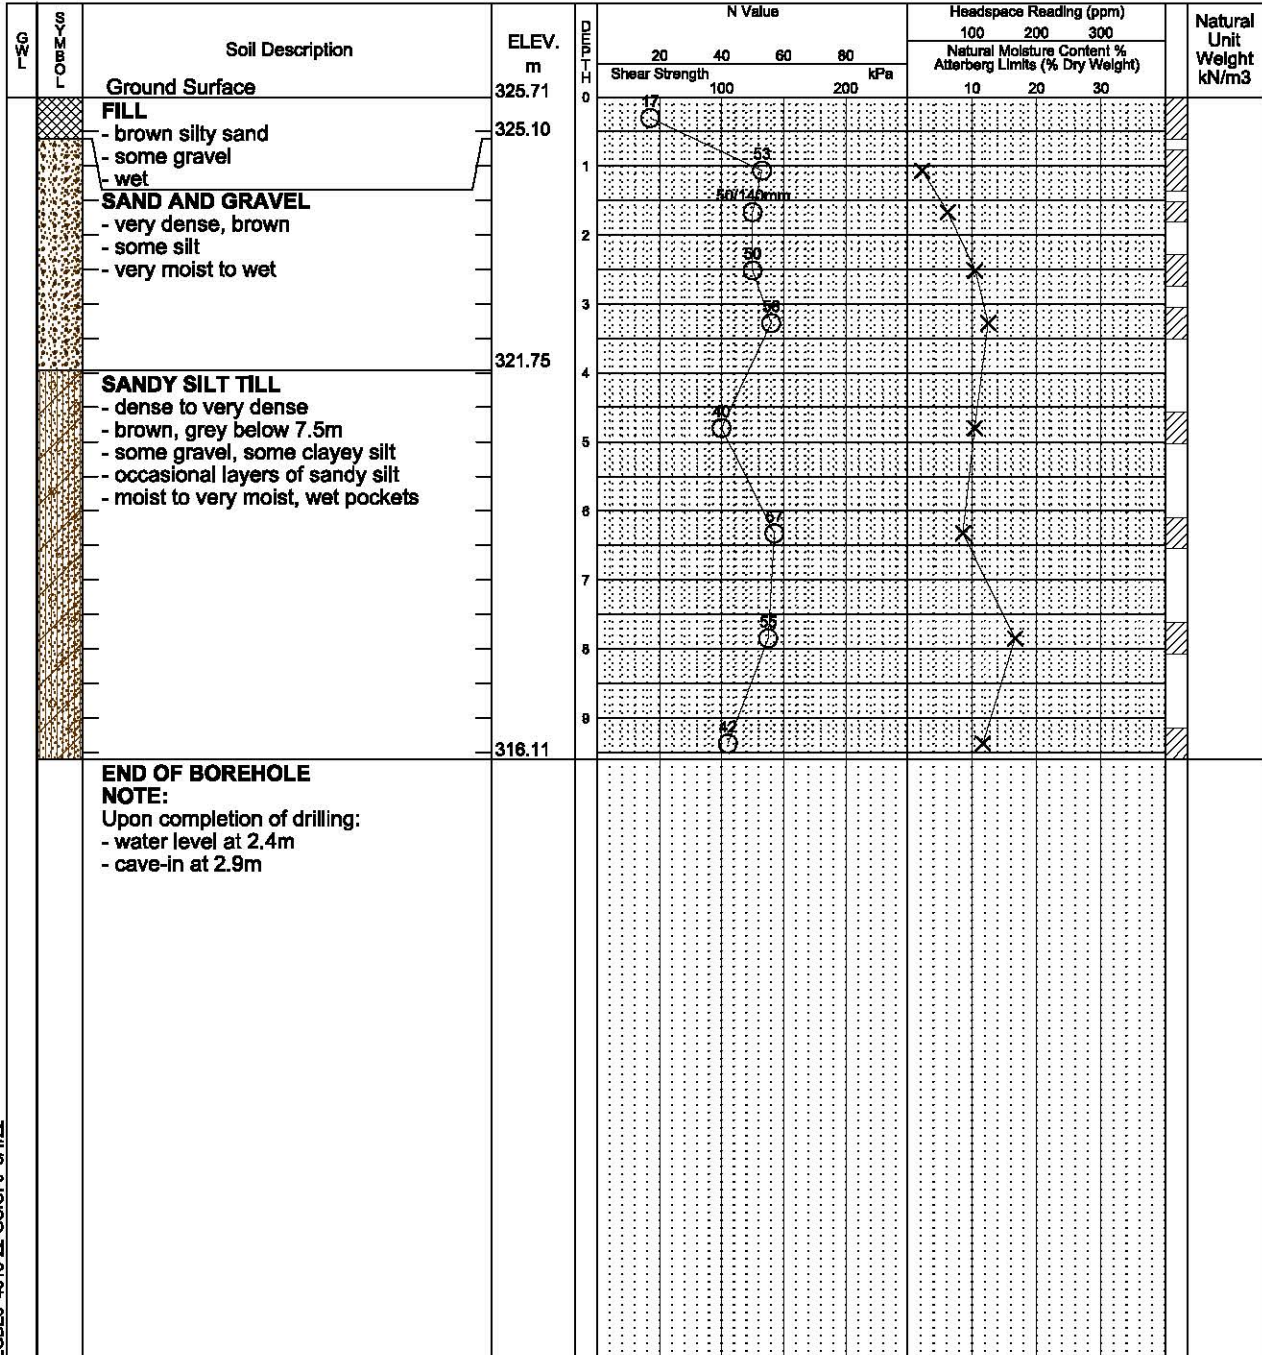 GWL
SYMBOL
Soil Description
ELEV.
m
DEPTH
N Value
20 40 60 80
Shear Strength kPa
100 200
Headspace Reading (ppm)
100 200 300
Natural Moisture Content %
Atterberg Limits (% Dry Weight)
10 20 30
Natural
Unit
Weight
kN/m3
Ground Surface
325.71
0
FILL
- brown silty sand
- some gravel
- wet
325.10
SAND AND GRAVEL
- very dense, brown
- some silt
- very moist to wet
321.75
SANDY SILT TILL
- dense to very dense
- brown, grey below 7.5m
- some gravel, some clayey silt
- occasional layers of sandy silt
- moist to very moist, wet pockets
316.11
END OF BOREHOLE
NOTE:
Upon completion of drilling:
- water level at 2.4m
- cave-in at 2.9m
1
2
3
4
5
6
7
8
9
17
53
50/140mm
50
56
40
57
55
42